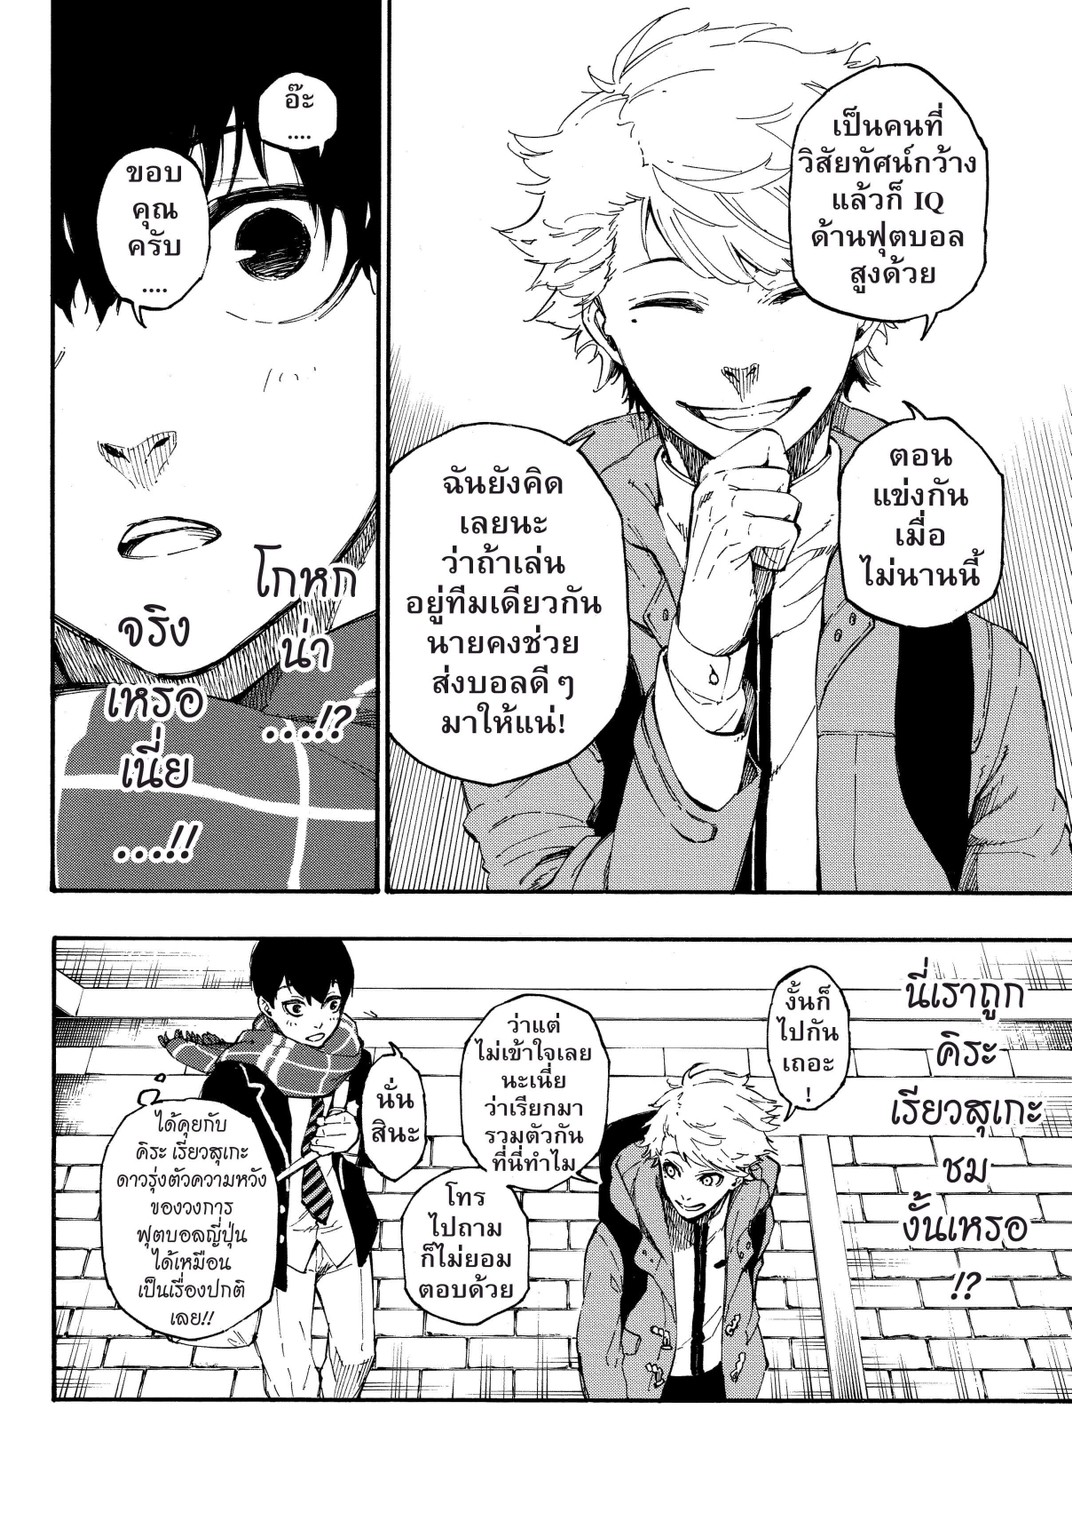 เป็นคนที่
วิสัยทัศน์กว้าง
แล้วก็ IQ
ด้านฟุตบอล
สูงด้วย
ตอน
แข่งกัน
เมื่อ
ไม่นานนี้
ฉันยังคิด
เลยนะ
ว่าถ้าเล่น
อยู่ทีมเดียวกัน
นายคงช่วย
ส่งบอลดี ๆ
มาให้แน่!
อ๊ะ
....
ขอบ
คุณ
ครับ
....
โกหก
น่า
...!?
จริง
เหรอ
เนี่ย
...!!
นี่เราถูก
คิระ
เรียวสุเกะ
ชม
งั้นเหรอ
!?
งั้นก็
ไปกัน
เถอะ
!
ว่าแต่
ไม่เข้าใจเลย
นะเนี่ย
ว่าเรียกมา
รวมตัวกัน
ที่นี่ทำไม
โทร
ไปถาม
ก็ไม่ยอม
ตอบด้วย
นั่น
สินะ
ได้คุยกับ
คิระ เรียวสุเกะ
ดาวรุ่งตัวความหวัง
ของวงการ
ฟุตบอลญี่ปุ่น
ได้เหมือน
เป็นเรื่องปกติ
เลย!!